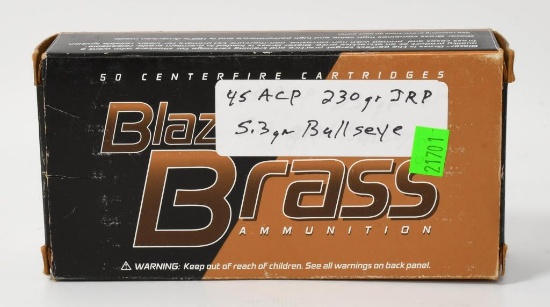 50 CENTERFIRE CARTRIDGES
45 ACP 230gr JRP
5.3gr Bullseye
Blaz
21701
Brass
AMMUNITION
⚠ WARNING: Keep out of reach of children. See all warnings on back panel.